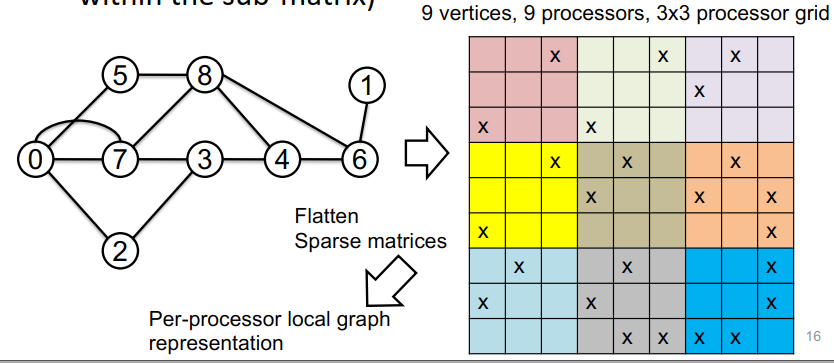 within the sub-matrix)
9 vertices, 9 processors, 3x3 processor grid
5
8
1
0
7
3
4
6
2
Flatten
Sparse matrices
Per-processor local graph
representation
x x x
x
x x
x x x
x x x
x x
x x x
x x x
x x x x
16